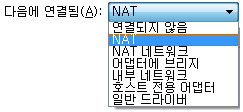 다음에 연결됨(A): NAT
연결되지 않음
NAT
NAT 네트워크
어댑터에 브리지
내부 네트워크
호스트 전용 어댑터
일반 드라이버